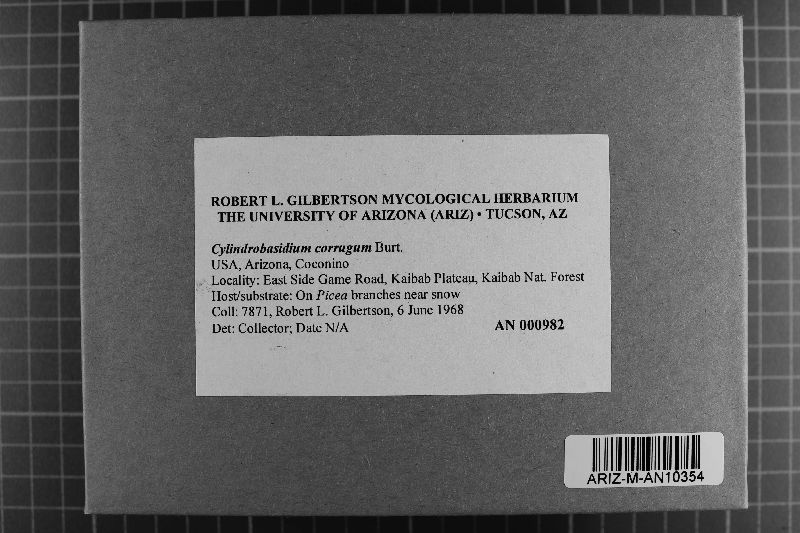 ROBERT L. GILBERTSON MYCOLOGICAL HERBARIUM
THE UNIVERSITY OF ARIZONA (ARIZ) • TUCSON, AZ
Cylindrobasidium corrugum Burt.
USA, Arizona, Coconino
Locality: East Side Game Road, Kaibab Plateau, Kaibab Nat. Forest
Host/substrate: On Picea branches near snow
Coll: 7871, Robert L. Gilbertson, 6 June 1968
Det: Collector; Date N/A AN 000982
ARIZ-M-AN10354